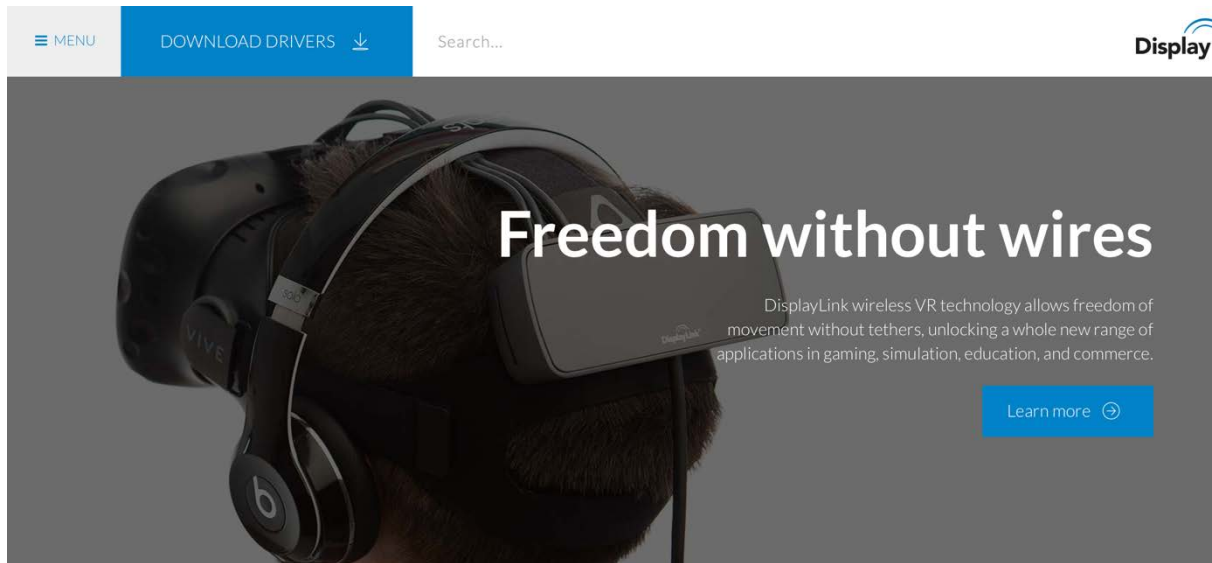 MENU
DOWNLOAD DRIVERS
Search...
Display
Freedom without wires
DisplayLink wireless VR technology allows freedom of
movement without tethers, unlocking a whole new range of
applications in gaming, simulation, education, and commerce.
Learn more
VIVE
solo
b
DisplayLink